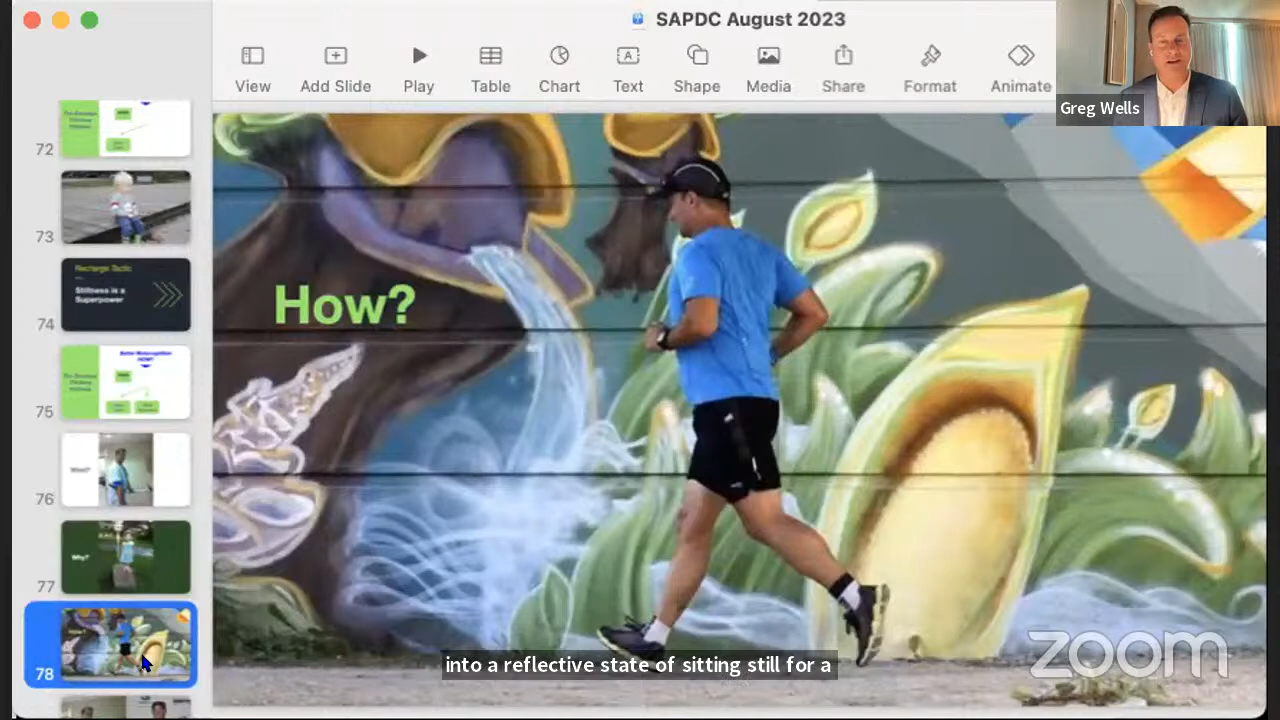 SAPDC August 2023
View
Add Slide
Play
Table
Chart
Text
Shape
Media
Share
Format
Animate
Greg Wells
72
73
Recharge Tactic
Stillness is a
Superpower
74
75
76
Why?
77
78
How?
into a reflective state of sitting still for a
zoom